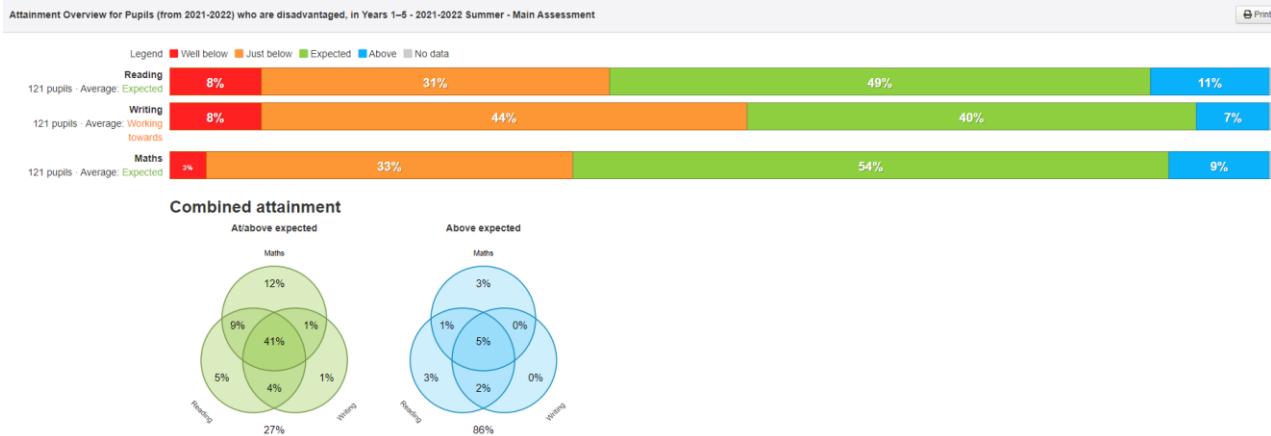 Attainment Overview for Pupils (from 2021-2022) who are disadvantaged, in Years 1–5 - 2021-2022 Summer - Main Assessment
Print
Legend Well below Just below Expected Above No data
Reading
121 pupils · Average: Expected
8% 31% 49% 11%
Writing
121 pupils · Average: Working
towards
8% 44% 40% 7%
Maths
121 pupils · Average: Expected
3% 33% 54% 9%
Combined attainment
At/above expected
Maths
12%
9% 1%
41%
5% 4% 1%
Reading Writing
27%
Above expected
Maths
3%
1% 0%
5%
3% 2% 0%
Reading Writing
86%